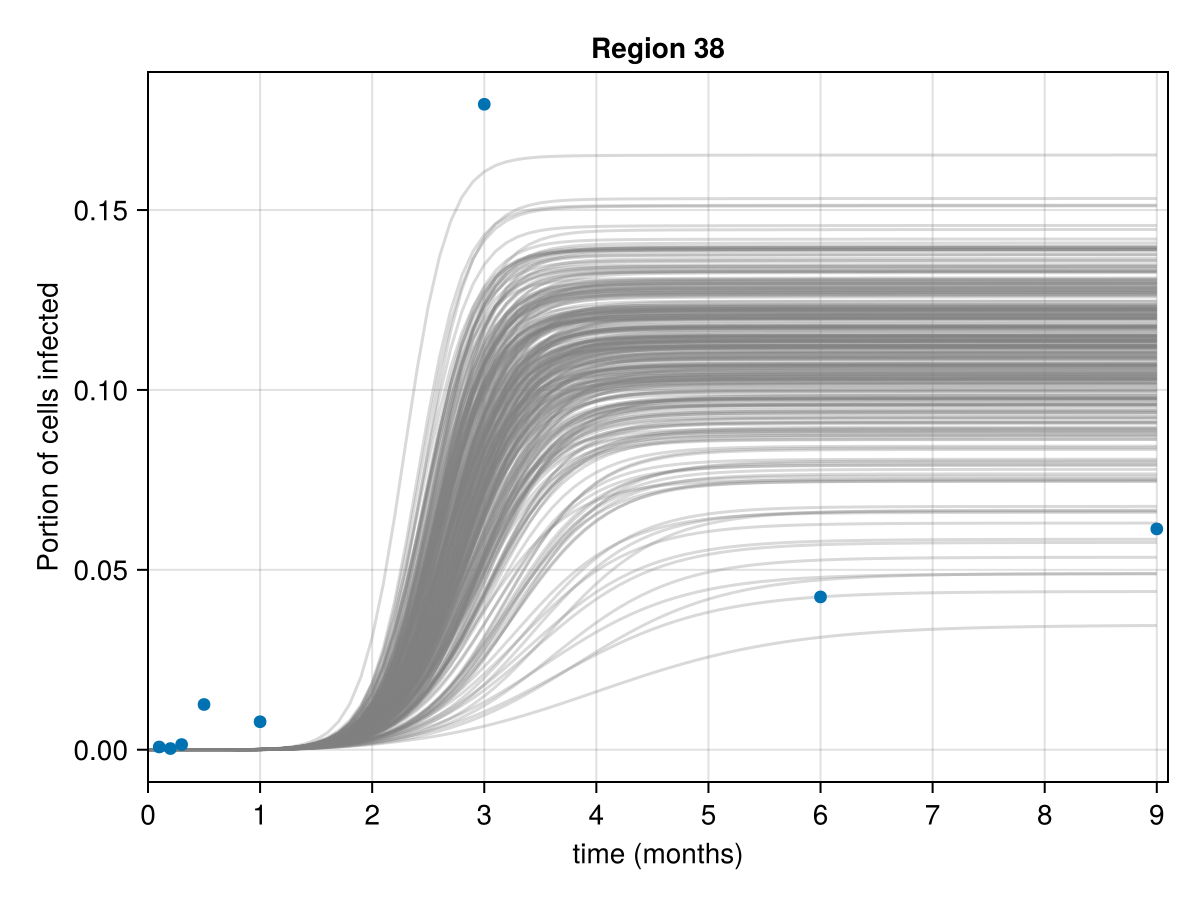 Region 38
Portion of cells infected
0.15
0.10
0.05
0.00
0 1 2 3 4 5 6 7 8 9
time (months)